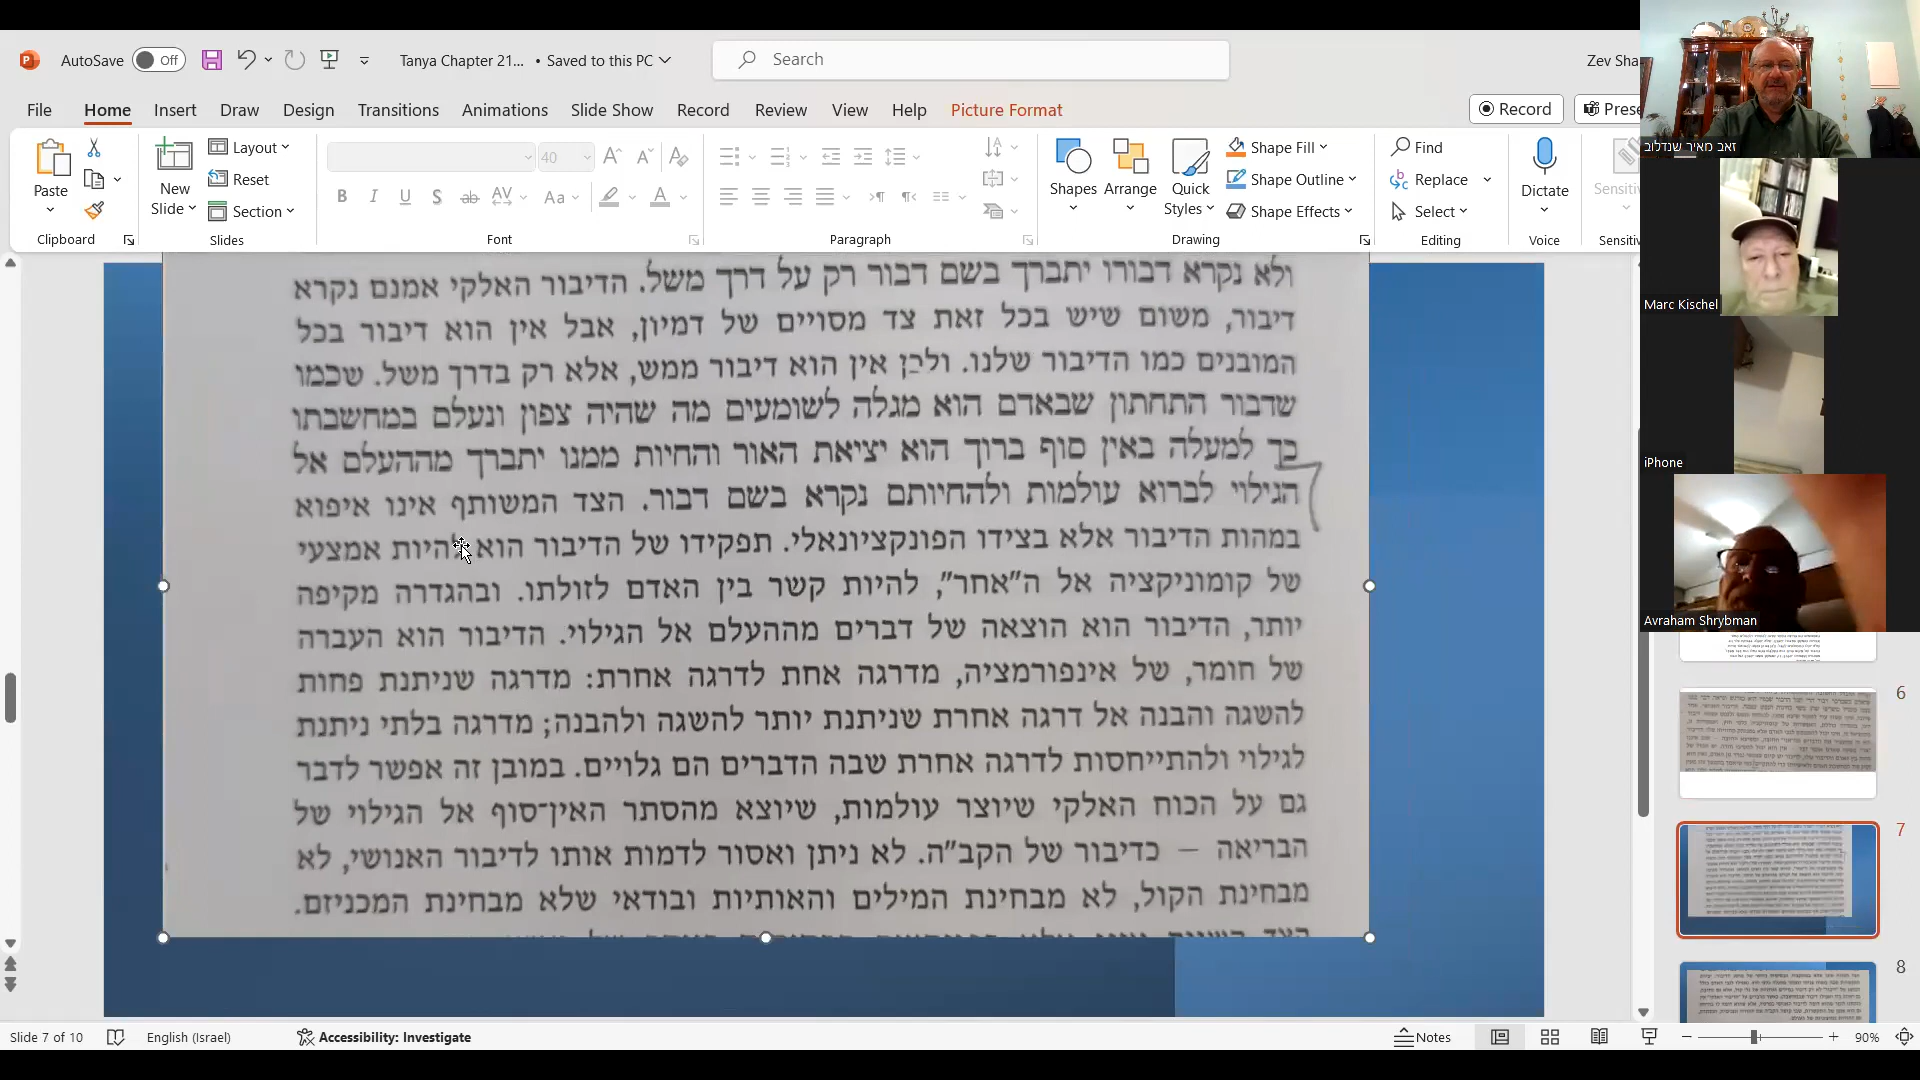 AutoSave Off
Tanya Chapter 21... • Saved to this PC
Search
Zev Sha
File Home Insert Draw Design Transitions Animations Slide Show Record Review View Help Picture Format
Record
Prese
Paste
New Slide
Layout
Reset
Section
40
Shapes
Arrange
Quick Styles
Shape Fill
Shape Outline
Shape Effects
Find
Replace
Select
Dictate
Sensitiv
Clipboard Slides Font Paragraph Drawing Editing Voice Sensitiv
זאב מאיר שנדלוב
Marc Kischel
iPhone
Avraham Shrybman
ולא נקרא דבורו יתברך בשם דבור רק על דרך משל. הדיבור האלקי אמנם נקרא
דיבור, משום שיש בכל זאת צד מסויים של דמיון, אבל אין הוא דיבור בכל
המובנים כמו הדיבור שלנו. ולכן אין הוא דיבור ממש, אלא רק בדרך משל. שכמו
שדבור התחתון שבאדם הוא מגלה לשומעים מה שהיה צפון ונעלם במחשבתו
כך למעלה באין סוף ברוך הוא יציאת האור והחיות ממנו יתברך מההעלם אל
הגילוי לברוא עולמות ולהחיותם נקרא בשם דבור. הצד המשותף אינו איפוא
במהות הדיבור אלא בצידו הפונקציונאלי. תפקידו של הדיבור הוא להיות אמצעי
של קומוניקציה אל ה"אחר", להיות קשר בין האדם לזולתו. ובהגדרה מקיפה
יותר, הדיבור הוא הוצאה של דברים מההעלם אל הגילוי. הדיבור הוא העברה
של חומר, של אינפורמציה, מדרגה אחת לדרגה אחרת: מדרגה שניתנת פחות
להשגה והבנה אל דרגה אחרת שניתנת יותר להשגה ולהבנה; מדרגה בלתי ניתנת
לגילוי ולהתייחסות לדרגה אחרת שבה הדברים הם גלויים. במובן זה אפשר לדבר
גם על הכוח האלקי שיוצר עולמות, שיוצא מהסתר האין־סוף אל הגילוי של
הבריאה – כדיבור של הקב"ה. לא ניתן ואסור לדמות אותו לדיבור האנושי, לא
מבחינת הקול, לא מבחינת המילים והאותיות ובודאי שלא מבחינת המכניזם.
6
7
8
Slide 7 of 10
English (Israel)
Accessibility: Investigate
Notes
90%